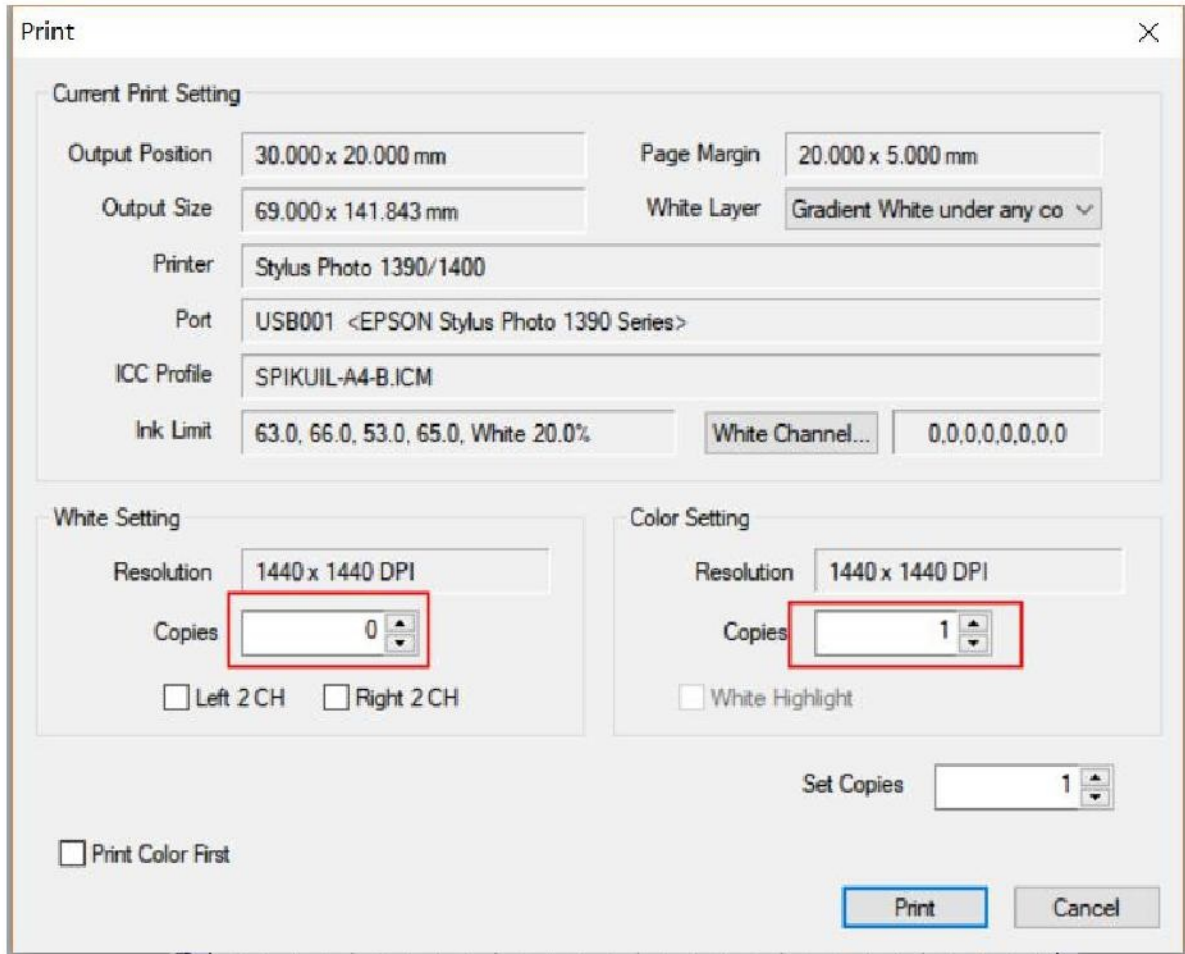 Print
Current Print Setting
Output Position 30.000 x 20.000 mm Page Margin 20.000 x 5.000 mm
Output Size 69.000 x 141.843 mm White Layer Gradient White under any co
Printer Stylus Photo 1390/1400
Port USB001 <EPSON Stylus Photo 1390 Series>
ICC Profile SPIKUIL-A4-B.ICM
Ink Limit 63.0, 66.0, 53.0, 65.0, White 20.0% White Channel... 0,0,0,0,0,0,0,0
White Setting Color Setting
Resolution 1440 x 1440 DPI Resolution 1440 x 1440 DPI
Copies 0 Copies 1
Left 2 CH Right 2 CH White Highlight
Set Copies 1
Print Color First
Print Cancel